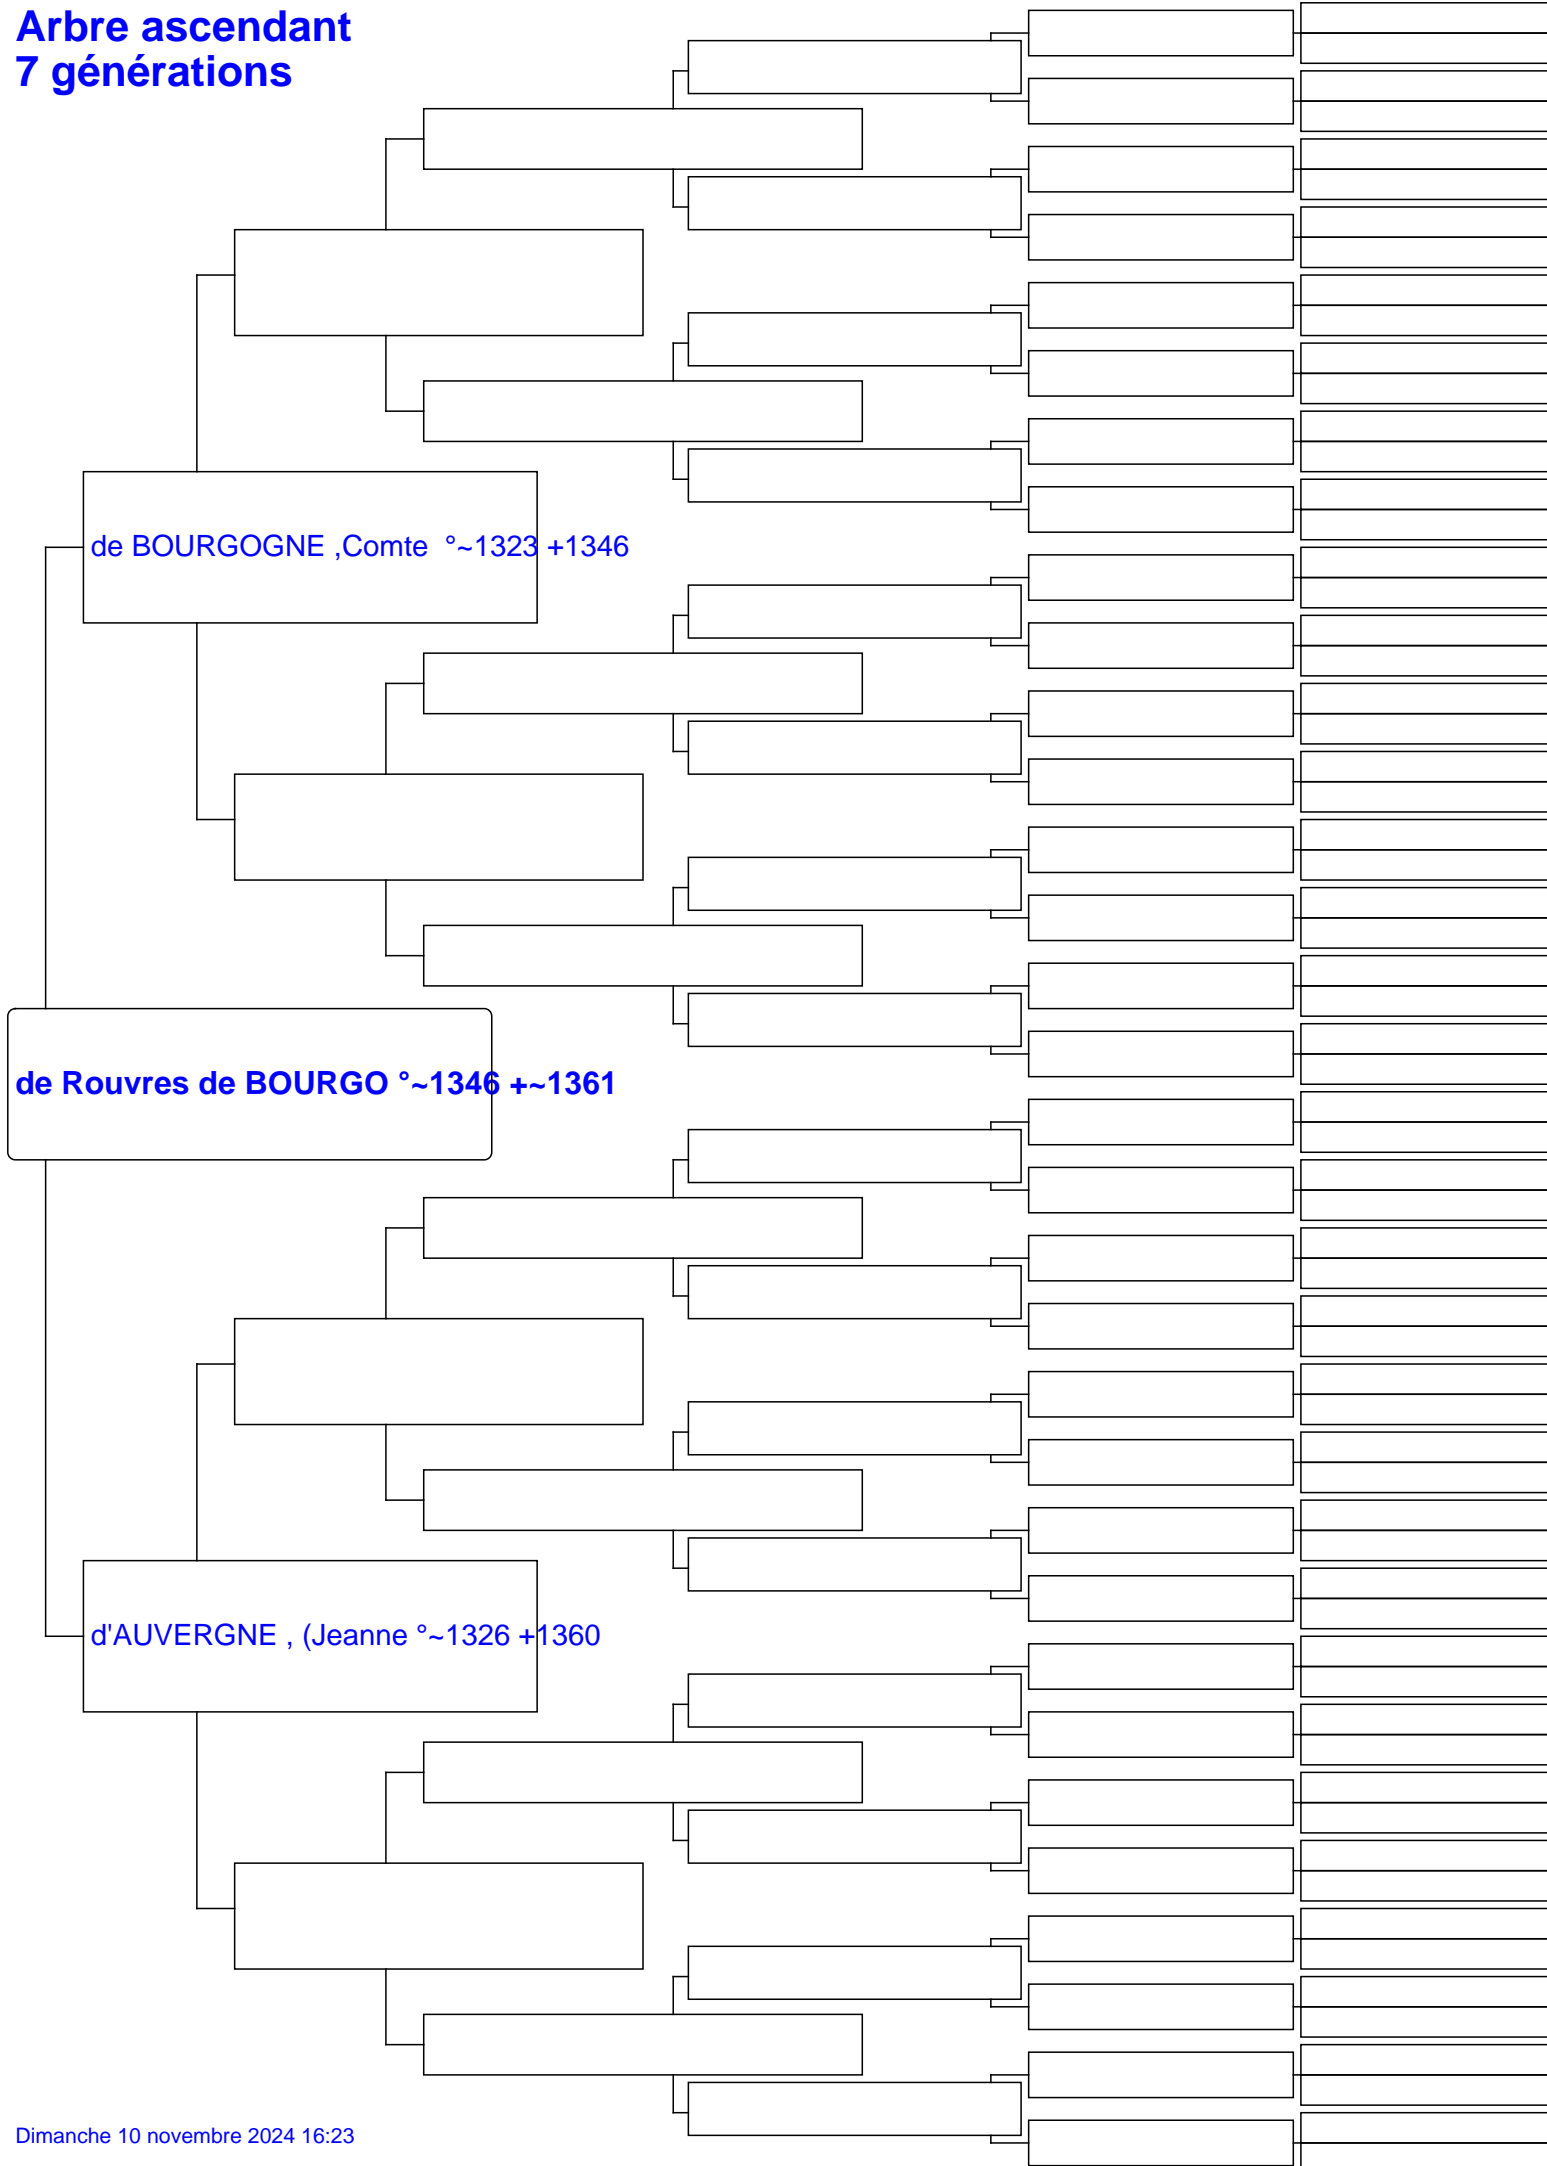 Arbre ascendant
7 générations
de BOURGOGNE ,Comte  °~1323 +1346
de Rouvres de BOURGO °~1346 +~1361
d'AUVERGNE , (Jeanne °~1326 +1360
Dimanche 10 novembre 2024 16:23